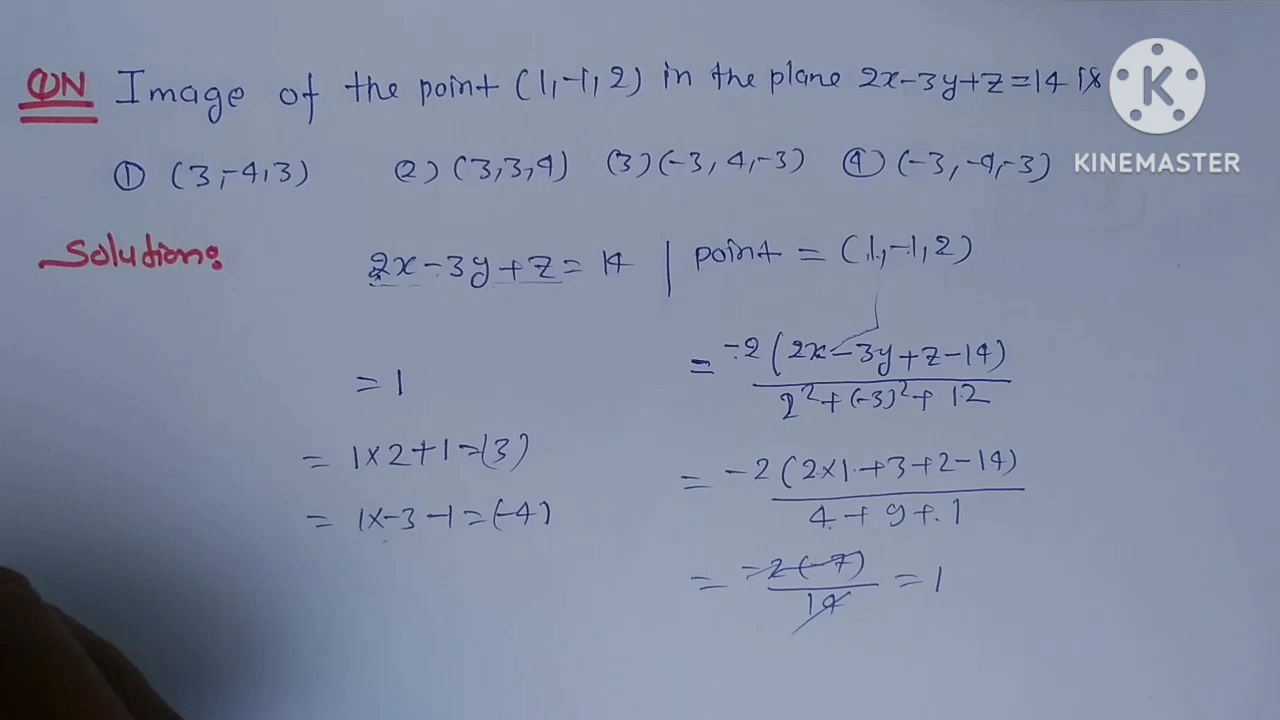 QN Image of the point (1,-1,2) in the plane 2x-3y+z=14 is
① (3,-4,3) (2) (3,3,4) (3) (-3, 4,-3) ④ (-3,-4,-3)
KINEMASTER
Solution: 2x-3y+z=14 | point = (1,-1,2)
= -2(2x-3y+z-14) / 2²+(-3)²+12
= 1
= 1×2+1=(3)
= -2(2×1+3+2-14) / 4+9+1
= 1×-3-1=(-4)
= -2(-7) / 14 = 1